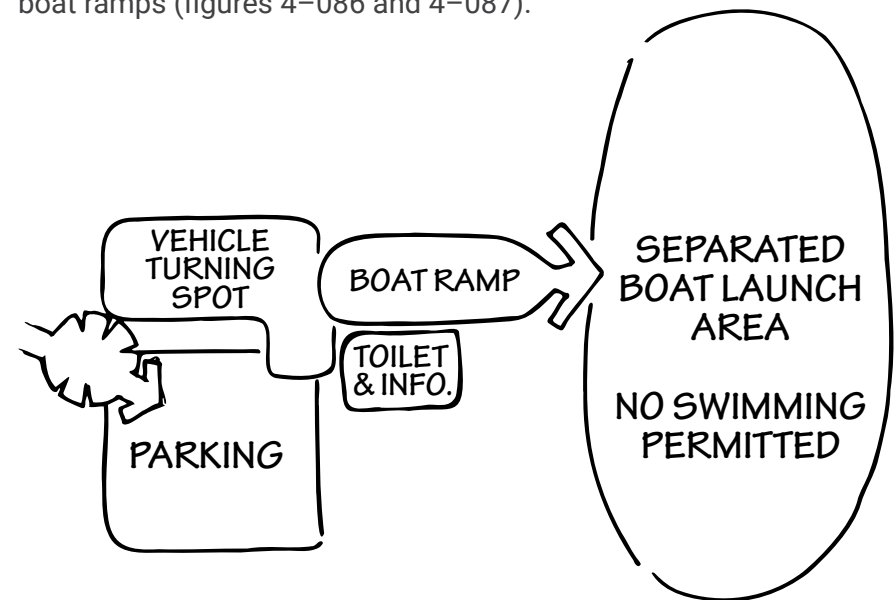 boat ramps (figures 4–086 and 4–087).
VEHICLE
TURNING
SPOT
BOAT RAMP
TOILET
& INFO.
PARKING
SEPARATED
BOAT LAUNCH
AREA
NO SWIMMING
PERMITTED